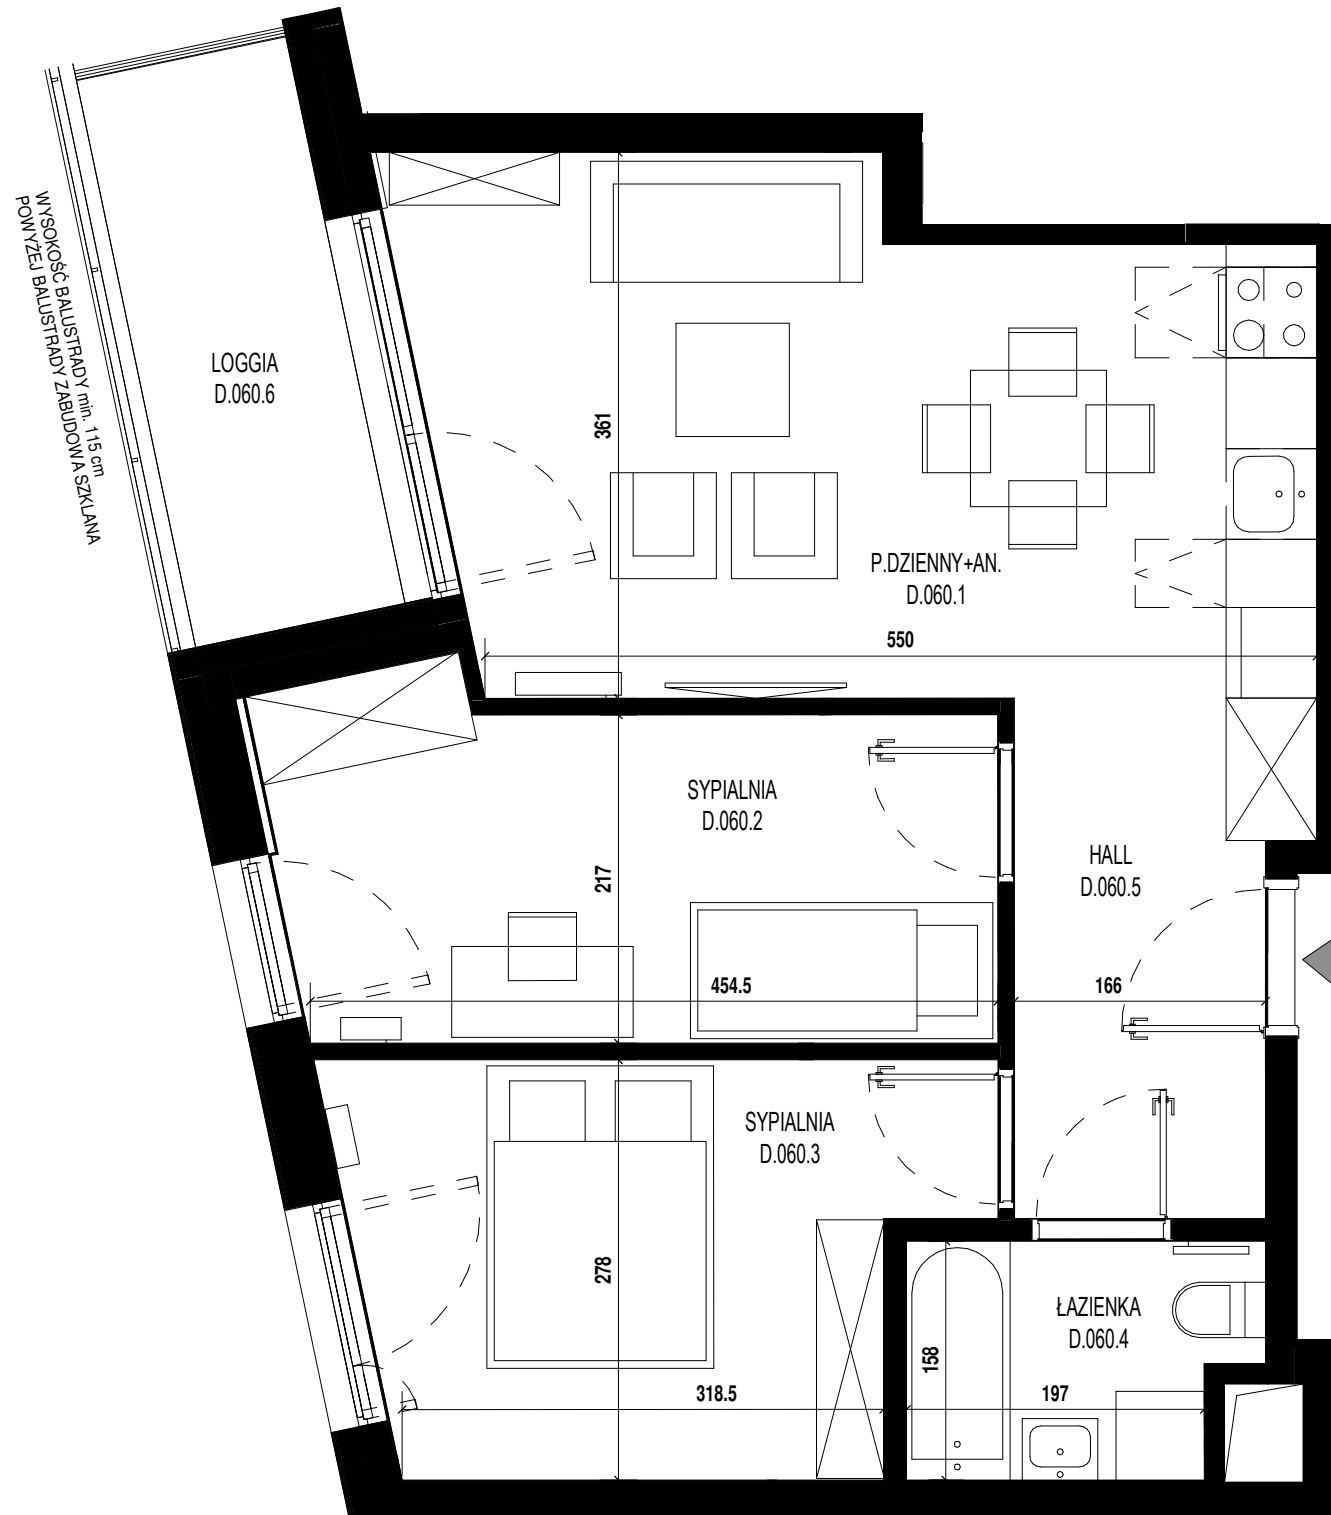 WYSOKOŚĆ BALUSTRADY min. 115 cm
POWYŻEJ BALUSTRADY ZABUDOWA SZKLANA
LOGGIA
D.060.6
361
P.DZIENNY+AN.
D.060.1
550
SYPIALNIA
D.060.2
217
454.5
HALL
D.060.5
166
SYPIALNIA
D.060.3
278
318.5
ŁAZIENKA
D.060.4
158
197